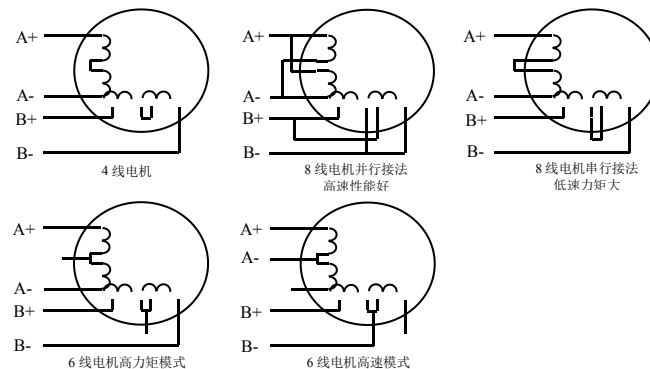 A+
A-
B+
B-
4 线电机
A+
A-
B+
B-
8 线电机并行接法
高速性能好
A+
A-
B+
B-
8 线电机串行接法
低速力矩大
A+
A-
B+
B-
6 线电机高力矩模式
A+
A-
B+
B-
6 线电机高速模式